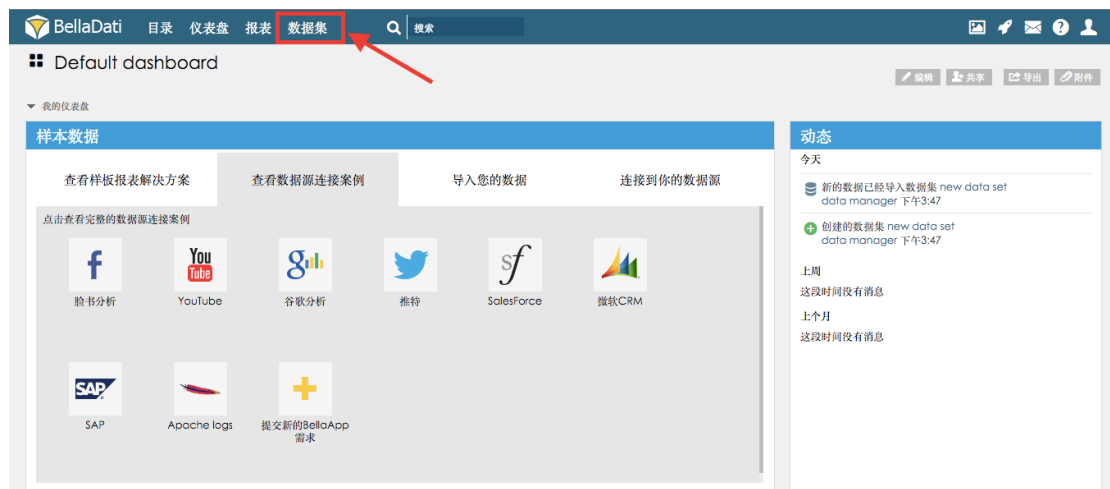 BellaDati 目录 仪表盘 报表 数据集 搜索
Default dashboard
编辑 共享 导出 附件
我的仪表盘
样本数据
查看样板报表解决方案 查看数据源连接案例 导入您的数据 连接到你的数据源
点击查看完整的数据源连接案例
f You Tube g sf
脸书分析 YouTube 谷歌分析 推特 SalesForce 微软CRM
SAP
SAP Apache logs 提交新的BellaApp
需求
动态
今天
新的数据已经导入数据集 new data set
data manager 下午3:47
创建的数据集 new data set
data manager 下午3:47
上周
这段时间没有消息
上个月
这段时间没有消息